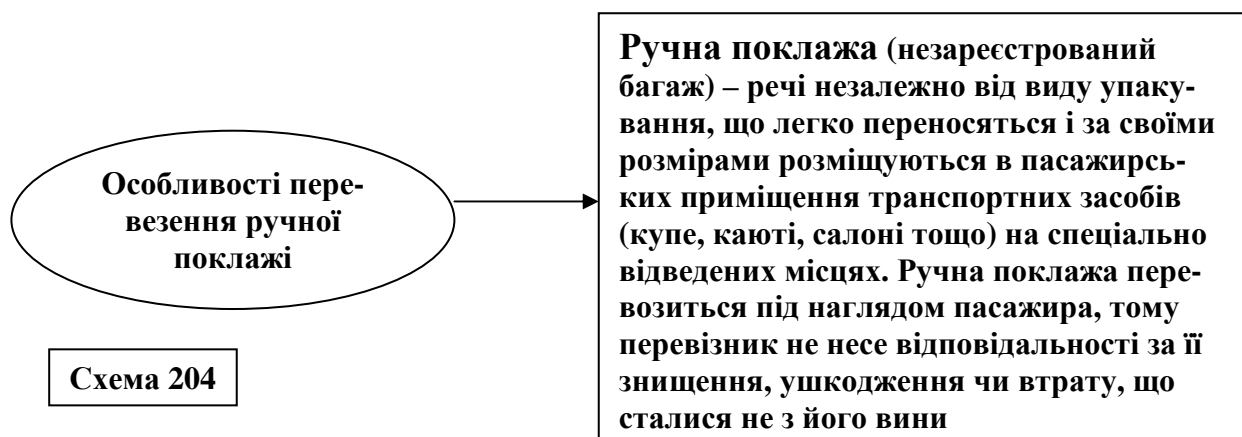 Особливості пере-
везення ручної
поклажі
Схема 204
Ручна поклажа (незареєстрований
багаж) – речі незалежно від виду упаку-
вання, що легко переносяться і за своїми
розмірами розміщуються в пасажирсь-
ких приміщення транспортних засобів
(купе, каюті, салоні тощо) на спеціально
відведених місцях. Ручна поклажа пере-
возиться під наглядом пасажира, тому
перевізник не несе відповідальності за її
знищення, ушкодження чи втрату, що
сталися не з його вини